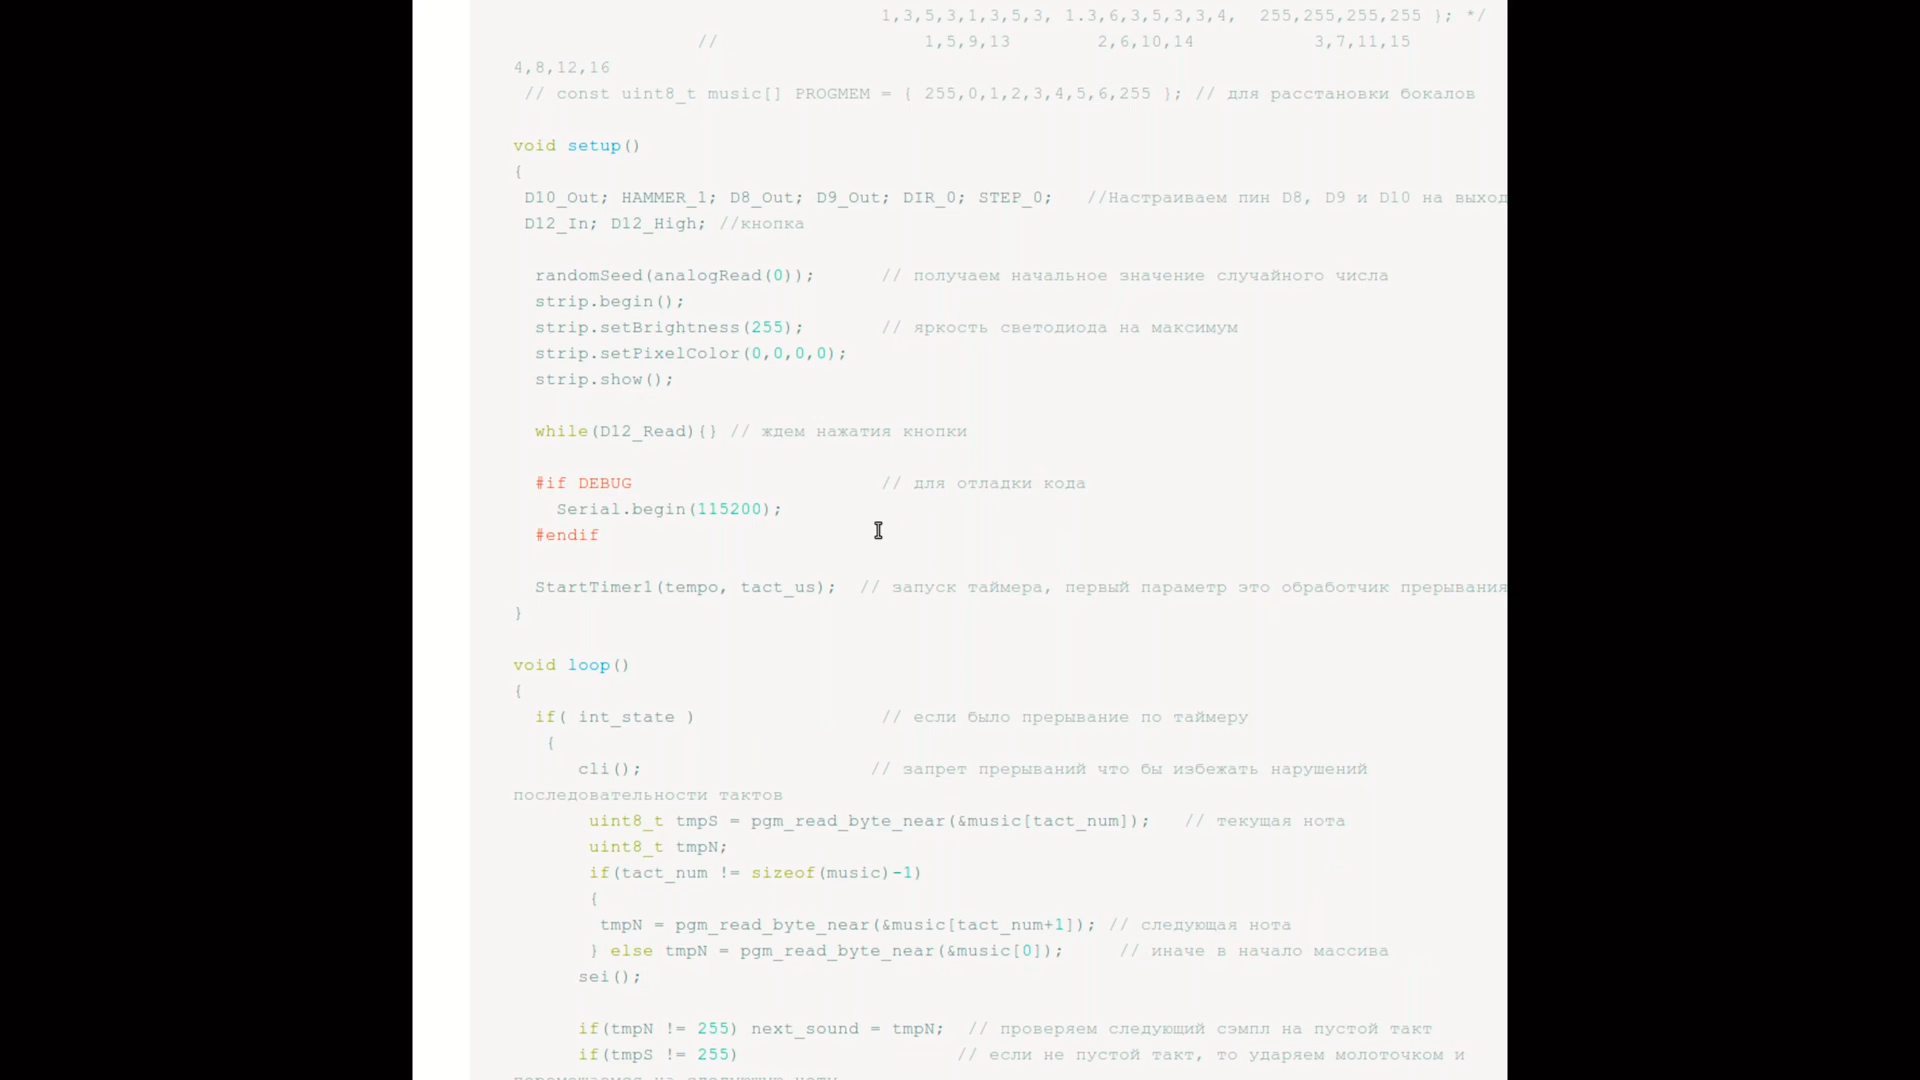 1,3,5,3,1,3,5,3, 1.3,6,3,5,3,3,4, 255,255,255,255 }; */
// 1,5,9,13 2,6,10,14 3,7,11,15
4,8,12,16
// const uint8_t music[] PROGMEM = { 255,0,1,2,3,4,5,6,255 }; // для расстановки бокалов
void setup()
{
D10_Out; HAMMER_1; D8_Out; D9_Out; DIR_0; STEP_0; //Настраиваем пин D8, D9 и D10 на выход
D12_In; D12_High; //кнопка
randomSeed(analogRead(0)); // получаем начальное значение случайного числа
strip.begin();
strip.setBrightness(255); // яркость светодиода на максимум
strip.setPixelColor(0,0,0,0);
strip.show();
while(D12_Read){} // ждем нажатия кнопки
#if DEBUG // для отладки кода
Serial.begin(115200);
#endif
StartTimer1(tempo, tact_us); // запуск таймера, первый параметр это обработчик прерывания
}
void loop()
{
if( int_state ) // если было прерывание по таймеру
{
cli(); // запрет прерываний что бы избежать нарушений
последовательности тактов
uint8_t tmpS = pgm_read_byte_near(&music[tact_num]); // текущая нота
uint8_t tmpN;
if(tact_num != sizeof(music)-1)
{
tmpN = pgm_read_byte_near(&music[tact_num+1]); // следующая нота
} else tmpN = pgm_read_byte_near(&music[0]); // иначе в начало массива
sei();
if(tmpN != 255) next_sound = tmpN; // проверяем следующий сэмпл на пустой такт
if(tmpS != 255) // если не пустой такт, то ударяем молоточком и